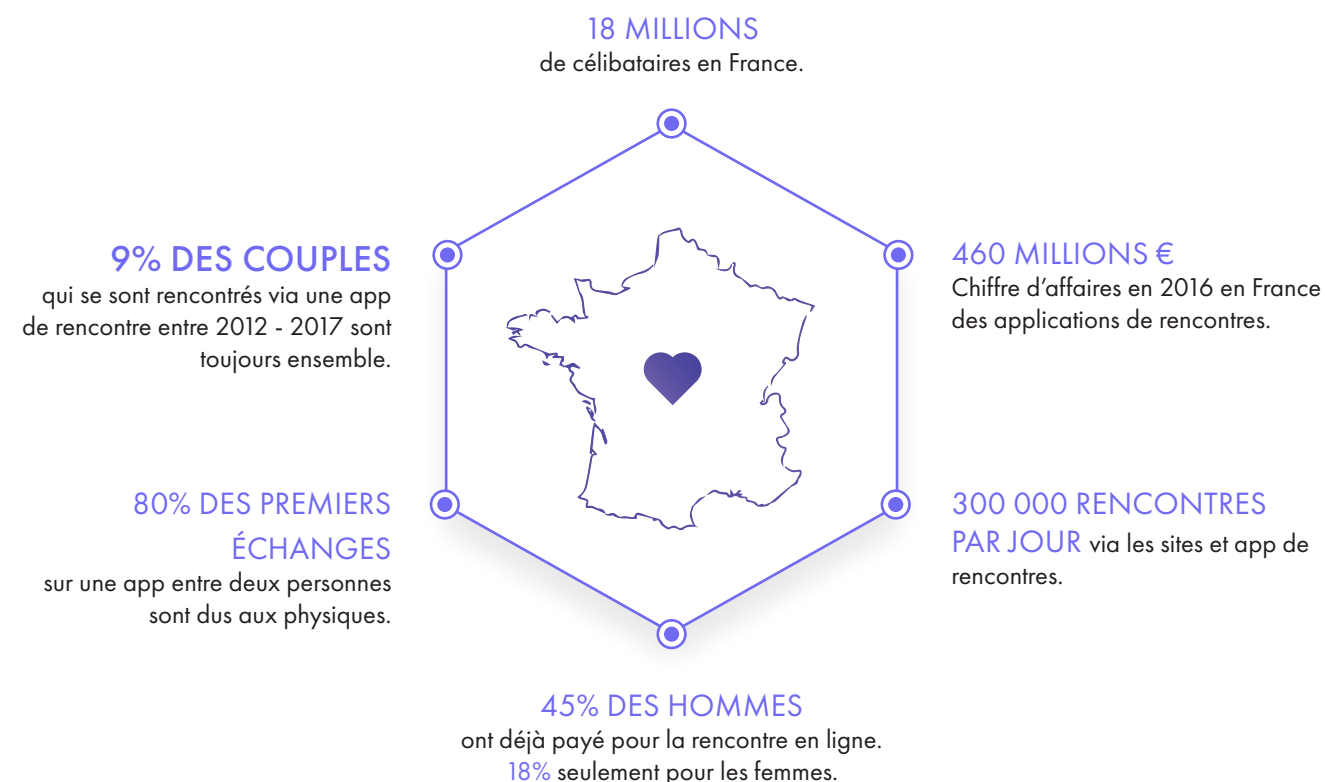 18 MILLIONS
de célibataires en France.
9% DES COUPLES
qui se sont rencontrés via une app
de rencontre entre 2012 - 2017 sont
toujours ensemble.
460 MILLIONS €
Chiffre d’affaires en 2016 en France
des applications de rencontres.
80% DES PREMIERS
ÉCHANGES
sur une app entre deux personnes
sont dus aux physiques.
300 000 RENCONTRES
PAR JOUR via les sites et app de
rencontres.
45% DES HOMMES
ont déjà payé pour la rencontre en ligne.
18% seulement pour les femmes.